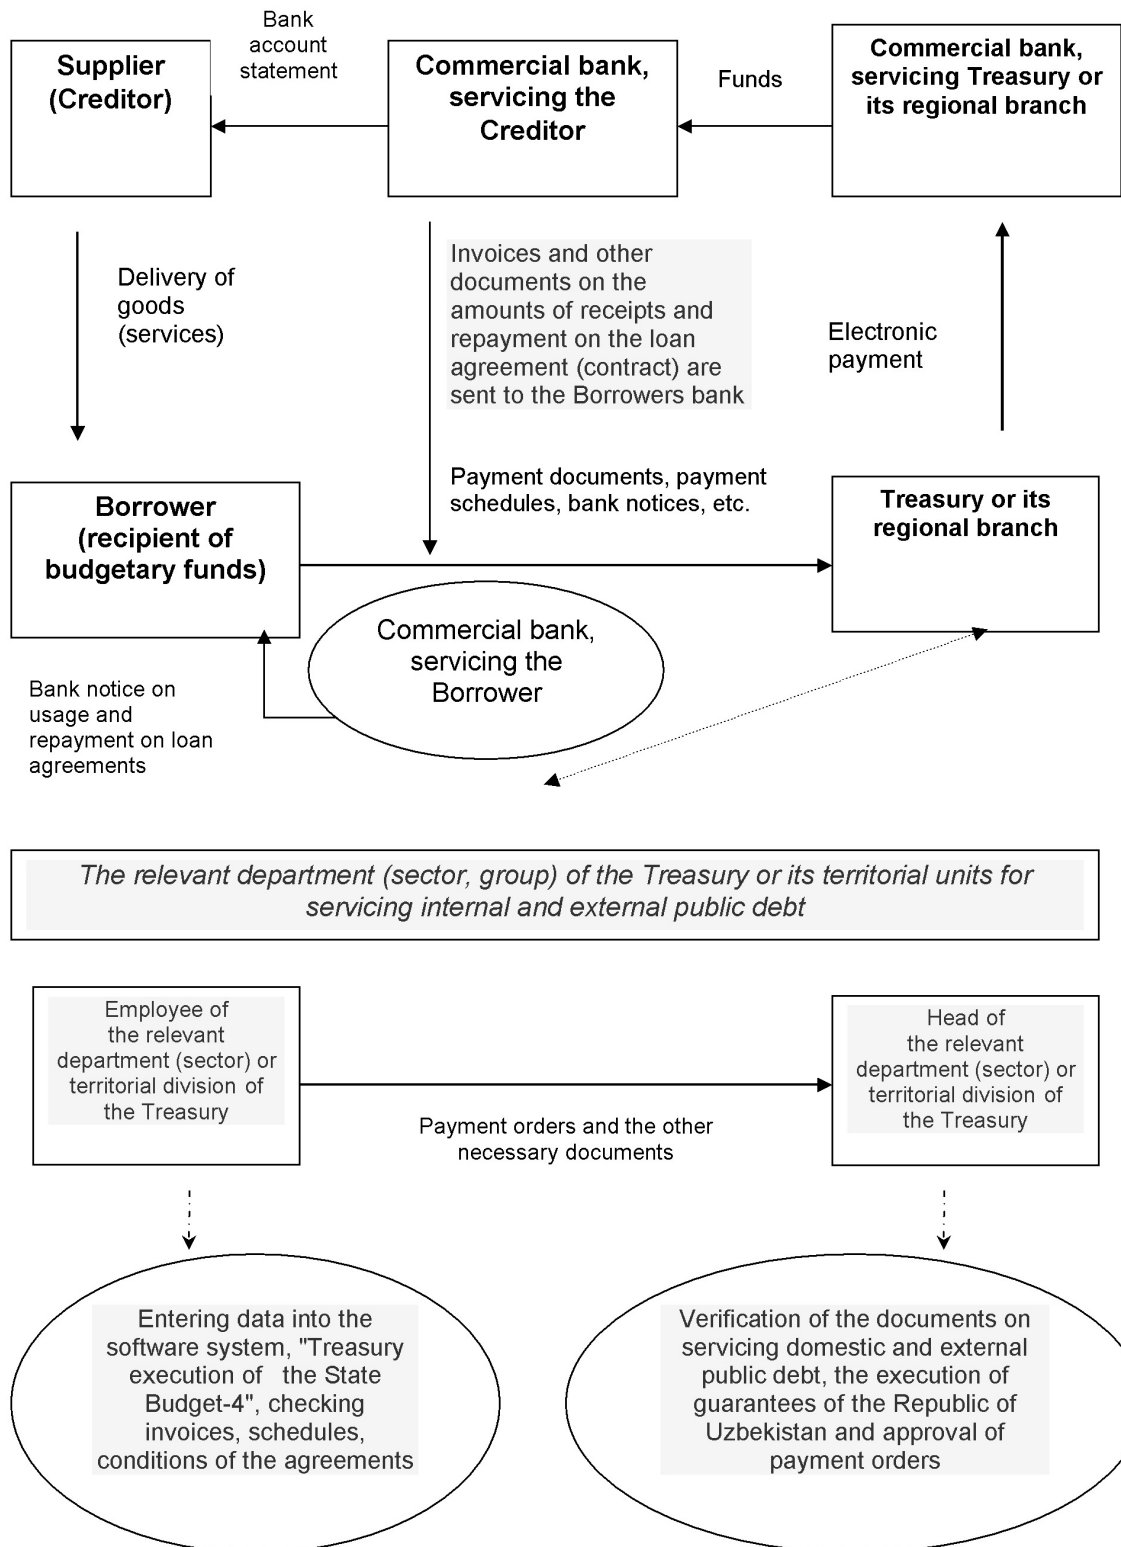 Bank
account
statement
Supplier
(Creditor)
Commercial bank,
servicing the
Creditor
Funds
Commercial bank,
servicing Treasury or
its regional branch
Delivery of
goods
(services)
Invoices and other
documents on the
amounts of receipts and
repayment on the loan
agreement (contract) are
sent to the Borrowers bank
Electronic
payment
Payment documents, payment
schedules, bank notices, etc.
Borrower
(recipient of
budgetary funds)
Treasury or its
regional branch
Commercial bank,
servicing the
Borrower
Bank notice on
usage and
repayment on loan
agreements
The relevant department (sector, group) of the Treasury or its territorial units for
servicing internal and external public debt
Employee of
the relevant
department (sector) or
territorial division of
the Treasury
Payment orders and the other
necessary documents
Head of
the relevant
department (sector) or
territorial division of
the Treasury
Entering data into the
software system, "Treasury
execution of the State
Budget-4", checking
invoices, schedules,
conditions of the agreements
Verification of the documents on
servicing domestic and external
public debt, the execution of
guarantees of the Republic of
Uzbekistan and approval of
payment orders